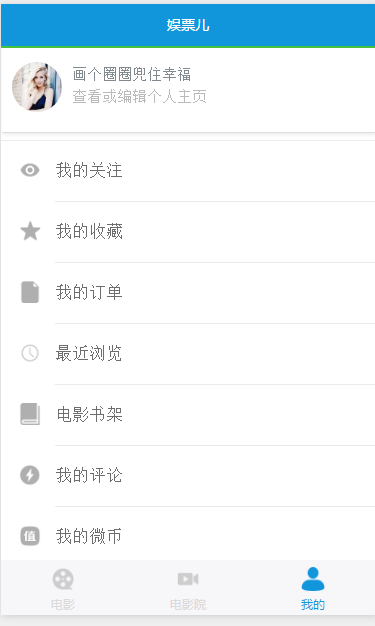 娱票儿
画个圈圈兜住幸福
查看或编辑个人主页
我的关注
我的收藏
我的订单
最近浏览
电影书架
我的评论
值 我的微币
电影 电影院 我的